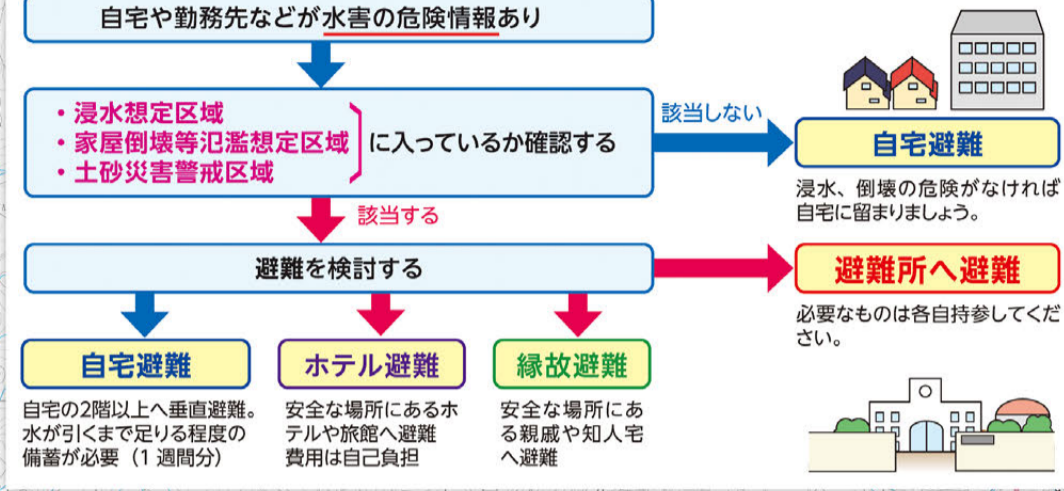 自宅や勤務先などが水害の危険情報あり
・浸水想定区域
・家屋倒壊等氾濫想定区域
・土砂災害警戒区域
に入っているか確認する
該当しない
自宅避難
浸水、倒壊の危険がなければ
自宅に留まりましょう。
該当する
避難を検討する
避難所へ避難
必要なものは各自持参してくだ
さい。
自宅避難
自宅の2階以上へ垂直避難。
水が引くまで足りる程度の
備蓄が必要（1週間分）
ホテル避難
安全な場所にあるホ
テルや旅館へ避難
費用は自己負担
縁故避難
安全な場所にあ
る親戚や知人宅
へ避難